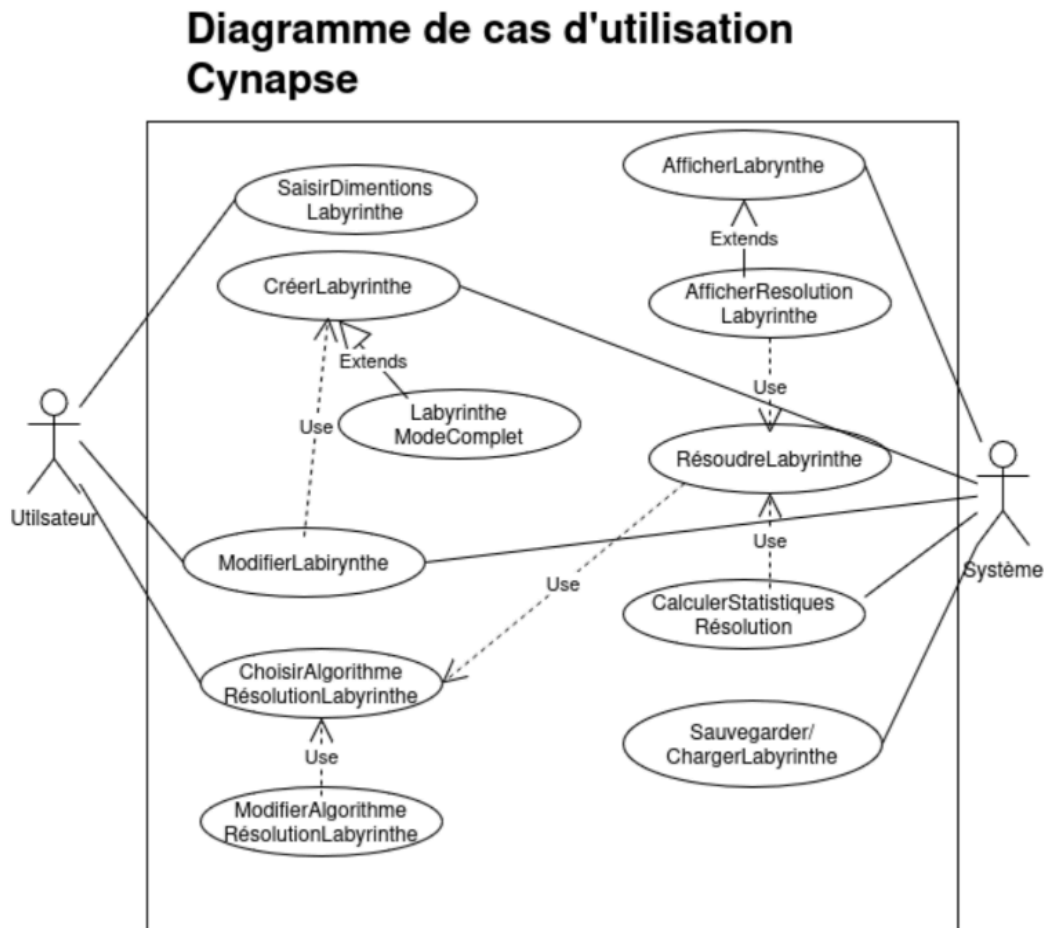 Diagramme de cas d'utilisation
Cynapse
SaisirDimentions
Labyrinthe
CréerLabyrinthe
Extends
Labyrinthe
ModeComplet
Use
Utilsateur
ModifierLabirynthe
ChoisirAlgorithme
RésolutionLabyrinthe
Use
ModifierAlgorithme
RésolutionLabyrinthe
AfficherLabrynthe
Extends
AfficherResolution
Labyrinthe
Use
RésoudreLabyrinthe
Use
Use
CalculerStatistiques
Résolution
Système
Sauvegarder/
ChargerLabyrinthe